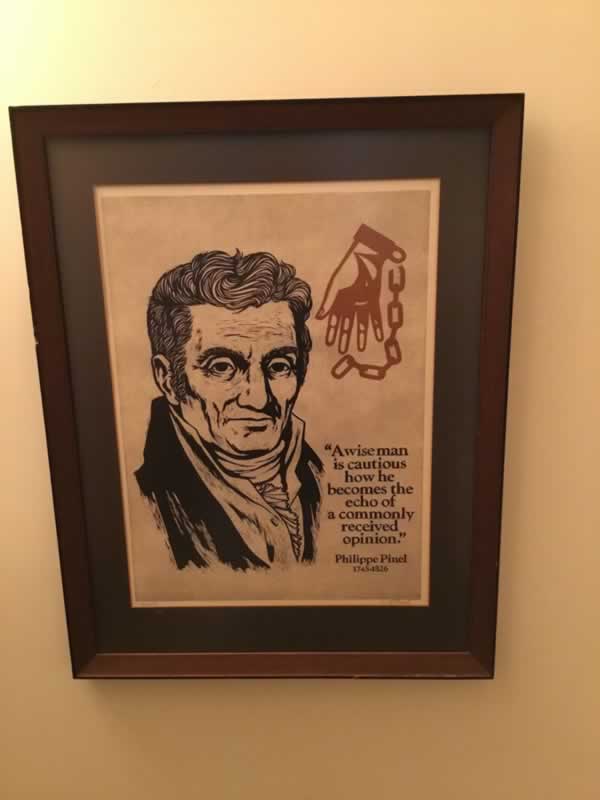 “A wise man
is cautious
how he
becomes the
echo of
a commonly
received
opinion.”
Philippe Pinel
1745-1826